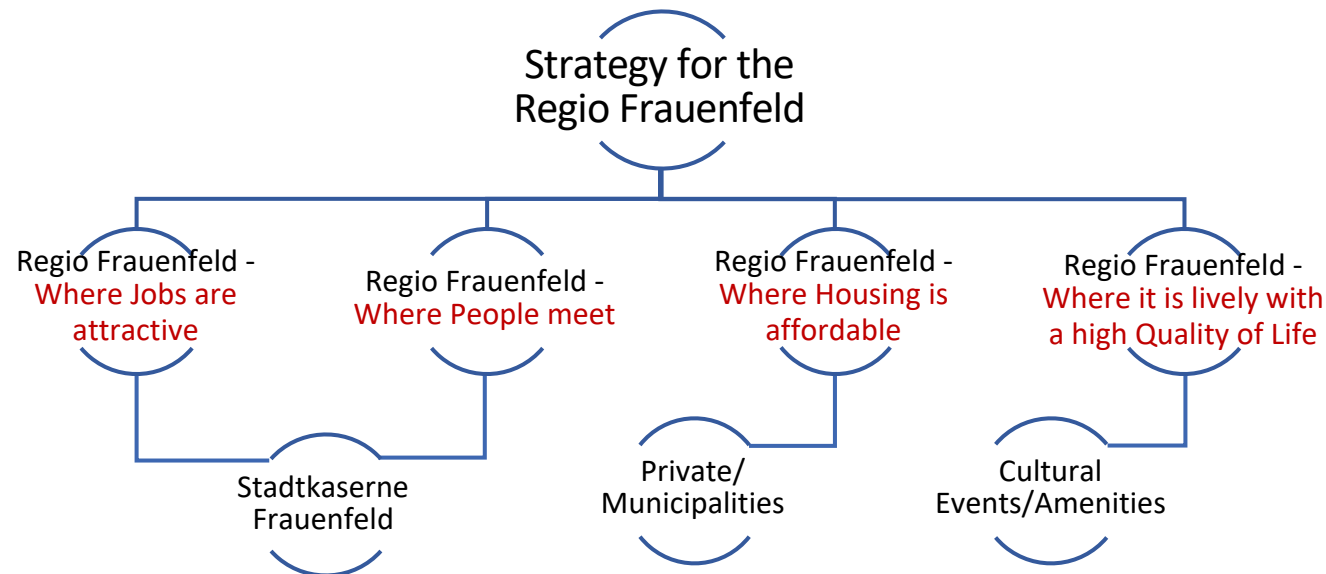 Strategy for the
Regio Frauenfeld
Regio Frauenfeld -
Where Jobs are
attractive
Regio Frauenfeld -
Where People meet
Regio Frauenfeld -
Where Housing is
affordable
Regio Frauenfeld -
Where it is lively with
a high Quality of Life
Stadtkaserne
Frauenfeld
Private/
Municipalities
Cultural
Events/Amenities